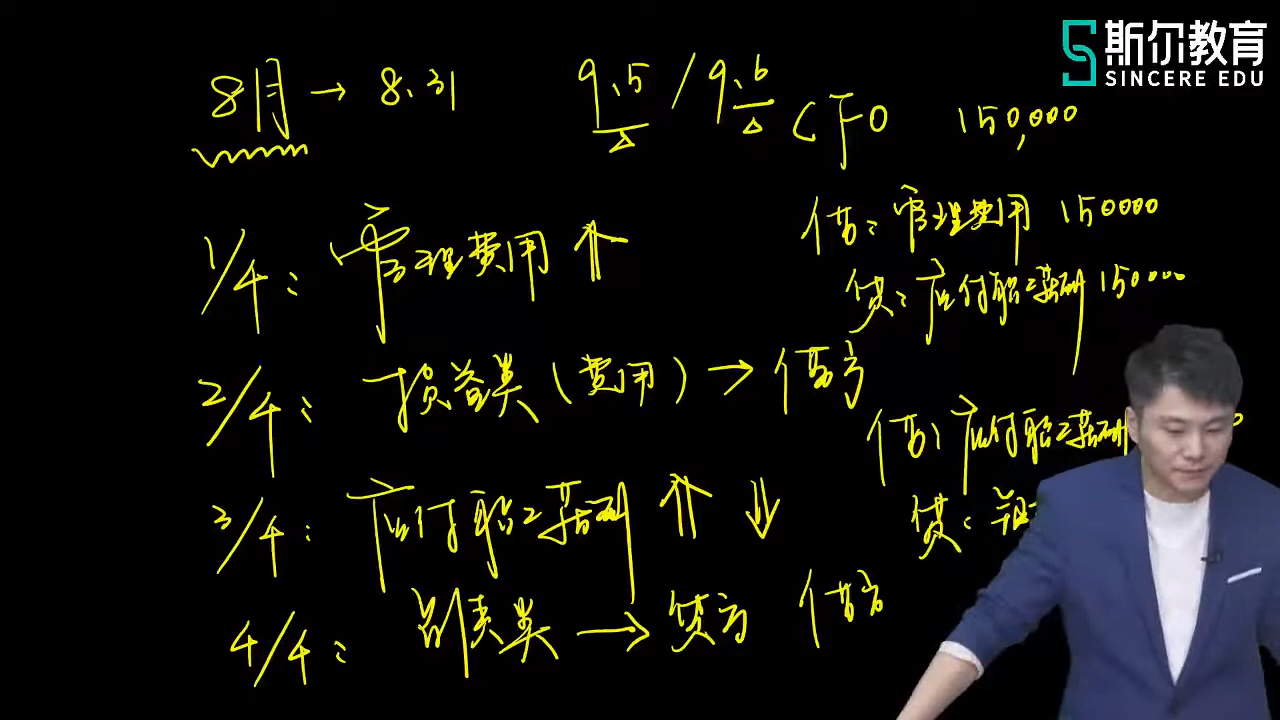 斯尔教育
SINCERE EDU
8月 → 8.31 9.5 / 9.6 CFO 150,000
借：管理费用 150000
贷：应付职工薪酬 150000
1/4：管理费用 ↑
2/4：损益类（费用）→ 借方
借：应付职工薪酬
贷：银
3/4：应付职工薪酬 ↑ ↓
4/4：负债类 → 贷方 借方